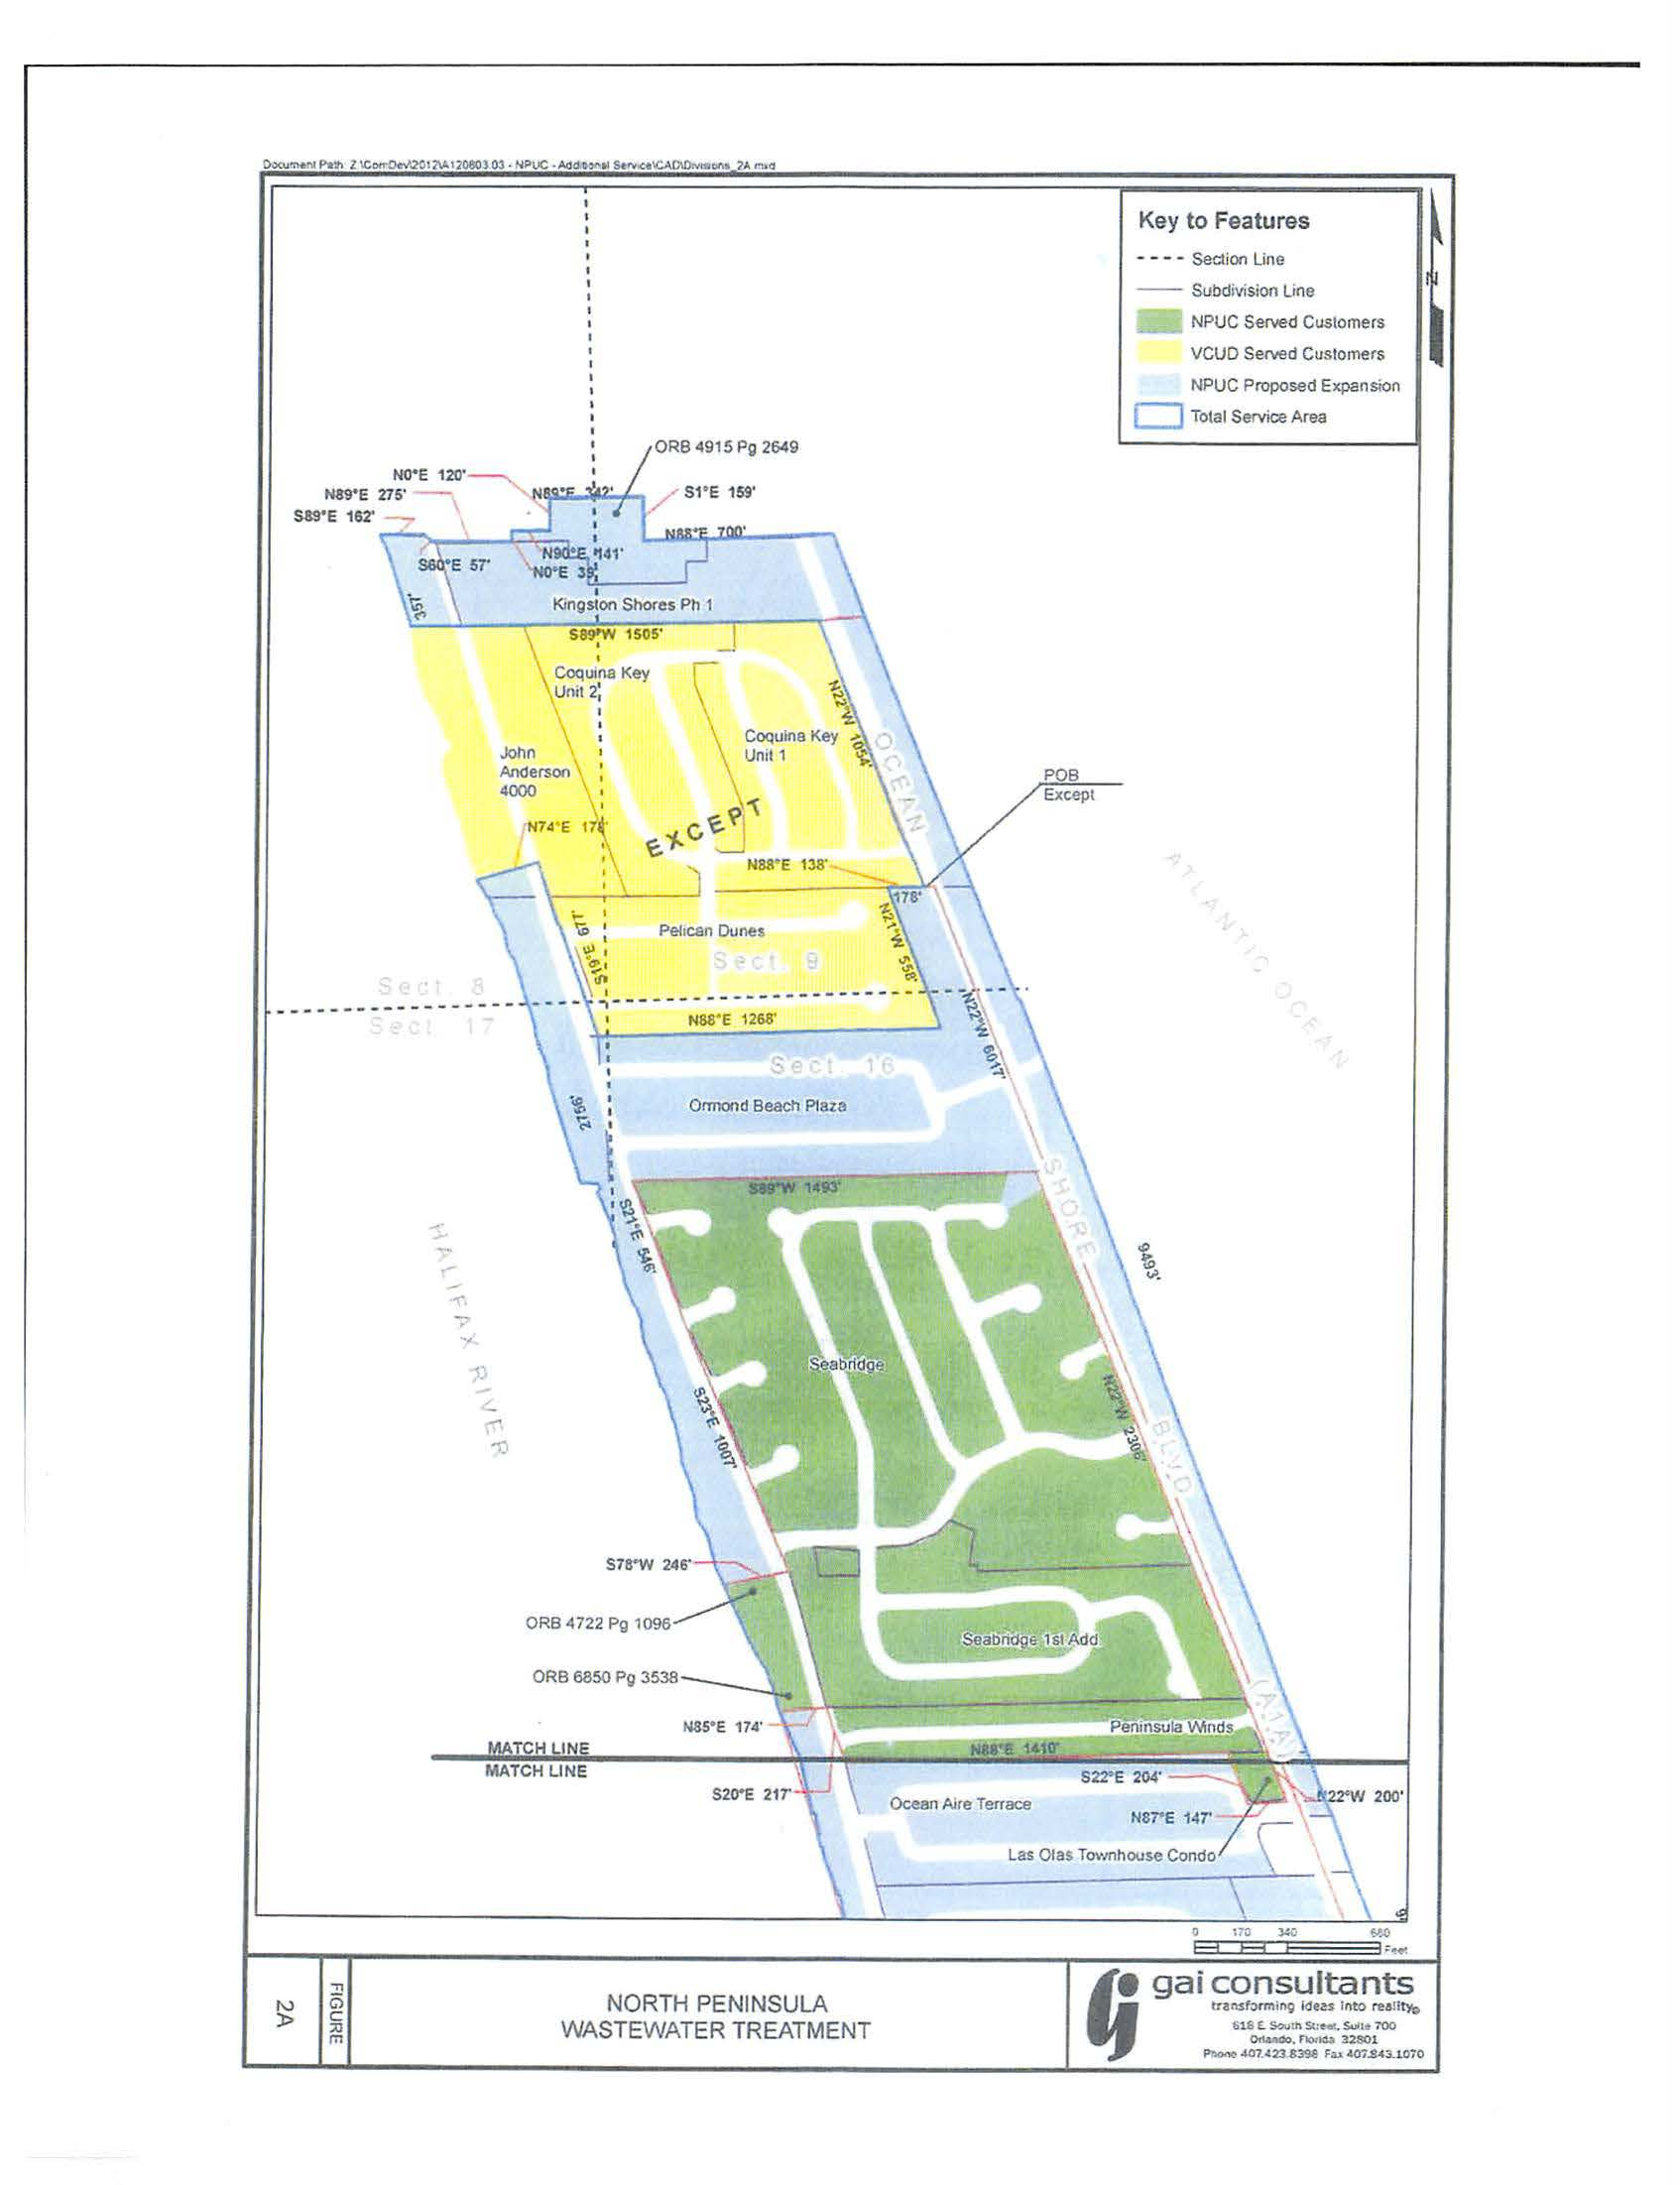 Document Path: Z:\ComDev\2012\A120803.03 - NPUC - Additional Service\CAD\Divisions_2A.mxd
Key to Features
Section Line
Subdivision Line
NPUC Served Customers
VCUD Served Customers
NPUC Proposed Expansion
Total Service Area
N
ORB 4915 Pg 2649
N0°E 120'
N89°E 342'
S1°E 159'
N89°E 275'
S89°E 162'
N88°E 700'
N90°E 141'
S60°E 57'
N0°E 39'
357'
Kingston Shores Ph 1
S89°W 1505'
Coquina Key
Unit 2
N22°W 1054'
Coquina Key
Unit 1
John
Anderson
4000
OCEAN
POB
Except
EXCEPT
N74°E 178'
N88°E 138'
178'
ATLANTIC OCEAN
S19°E 677'
Pelican Dunes
N21°W 558'
Sect. 9
Sect. 8
Sect. 17
N88°E 1268'
N22°W 6017'
Sect. 16
2756'
Ormond Beach Plaza
SHORE
S89°W 1493'
S21°E 546'
HALIFAX RIVER
9493'
Seabridge
S23°E 1007'
N22°W 2306'
BLVD
S78°W 246'
ORB 4722 Pg 1096
Seabridge 1st Add
ORB 6850 Pg 3538
(A1A)
N85°E 174'
Peninsula Winds
MATCH LINE
N88°E 1410'
MATCH LINE
S22°E 204'
S20°E 217'
Ocean Aire Terrace
N22°W 200'
N87°E 147'
Las Olas Townhouse Condo
0 170 340 680
Feet
2A
FIGURE
NORTH PENINSULA
WASTEWATER TREATMENT
gai consultants
transforming ideas into reality®
618 E. South Street, Suite 700
Orlando, Florida 32801
Phone 407.423.8398 Fax 407.843.1070